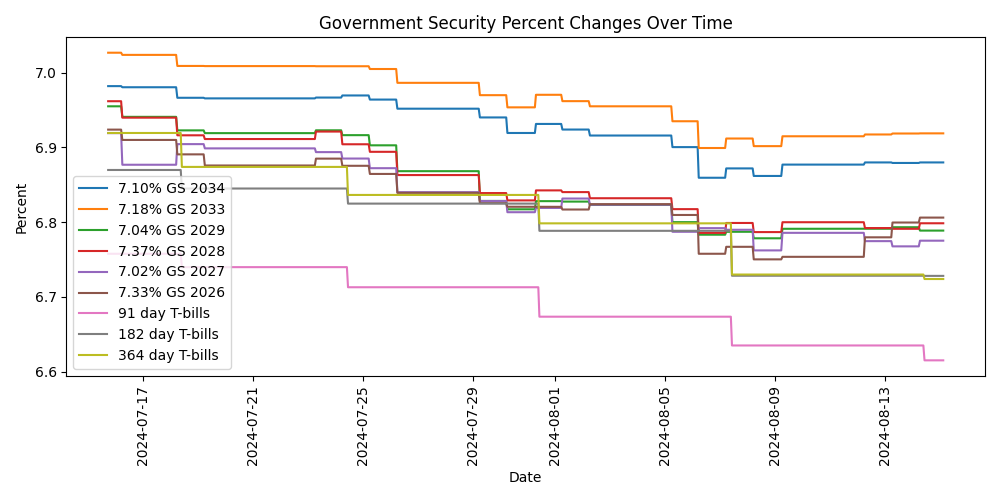 Government Security Percent Changes Over Time
Percent
7.0
6.9
6.8
6.7
6.6
7.10% GS 2034
7.18% GS 2033
7.04% GS 2029
7.37% GS 2028
7.02% GS 2027
7.33% GS 2026
91 day T-bills
182 day T-bills
364 day T-bills
2024-07-17
2024-07-21
2024-07-25
2024-07-29
2024-08-01
2024-08-05
2024-08-09
2024-08-13
Date